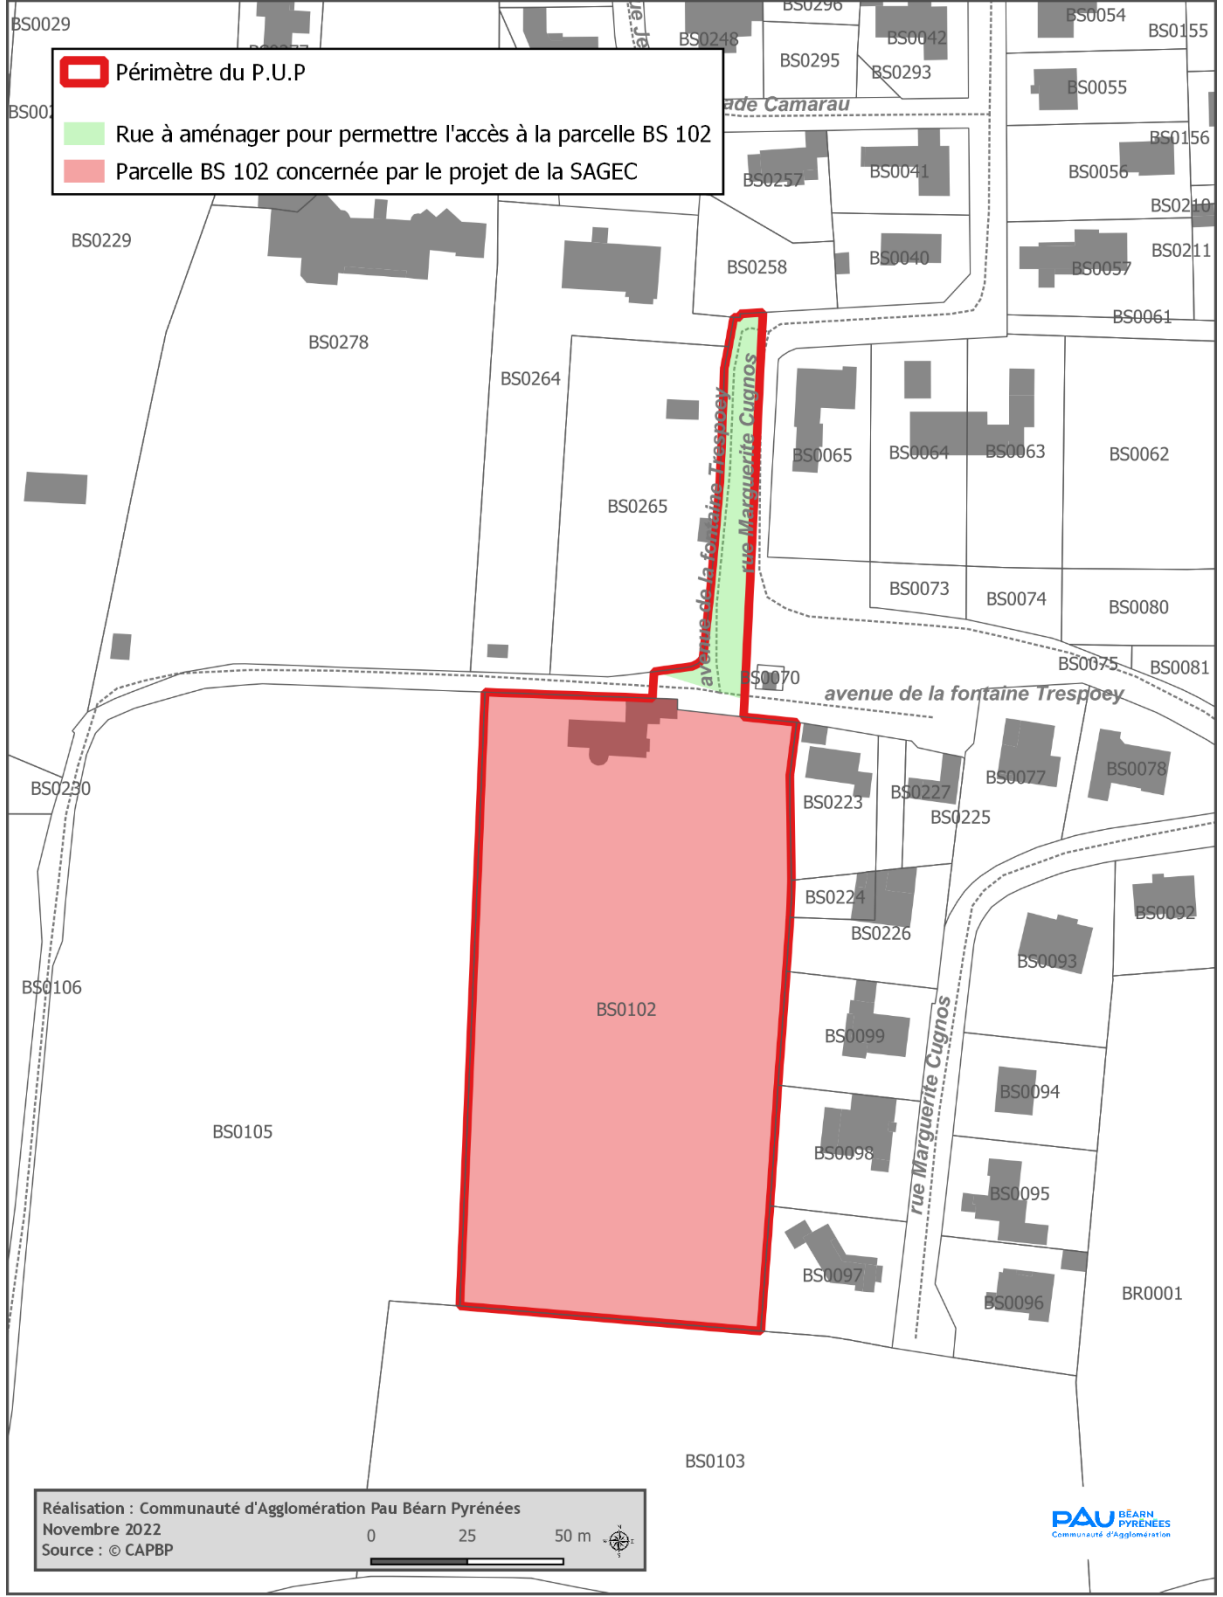 BS0029
BS0248
BS0296
BS0295
BS0042
BS0293
BS0054
BS0155
BS0055
BS0156
Périmètre du P.U.P
Rue à aménager pour permettre l'accès à la parcelle BS 102
Parcelle BS 102 concernée par le projet de la SAGEC
ade Camarau
BS0257
BS0041
BS0056
BS0210
BS0229
BS0258
BS0040
BS0057
BS0211
BS0061
BS0278
BS0264
BS0265
avenue de la fontaine Trespoey
rue Marguerite Cugnos
BS0065
BS0064
BS0063
BS0062
BS0073
BS0074
BS0080
BS0075
BS0081
BS0070
avenue de la fontaine Trespoey
BS0230
BS0223
BS0227
BS0225
BS0077
BS0078
BS0224
BS0226
BS0092
BS0093
BS0106
BS0102
BS0099
rue Marguerite Cugnos
BS0094
BS0105
BS0098
BS0095
BS0097
BS0096
BR0001
BS0103
Réalisation : Communauté d'Agglomération Pau Béarn Pyrénées
Novembre 2022
Source : © CAPBP
0 25 50 m
PAU BÉARN
PYRÉNÉES
Communauté d'Agglomération